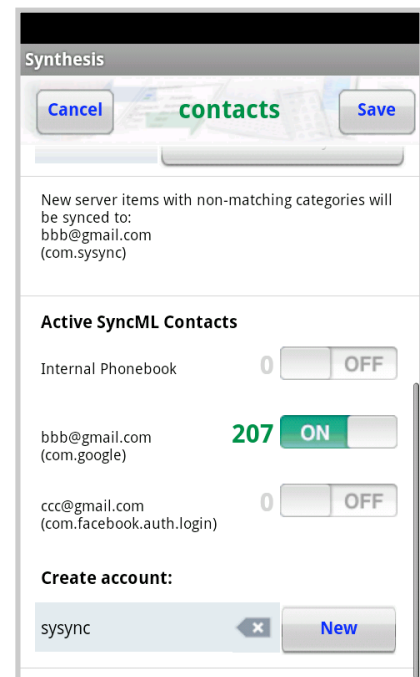 Synthesis
Cancel
contacts
Save
New server items with non-matching categories will
be synced to:
bbb@gmail.com
(com.sysync)
Active SyncML Contacts
Internal Phonebook
0
OFF
bbb@gmail.com
(com.google)
207
ON
ccc@gmail.com
(com.facebook.auth.login)
0
OFF
Create account:
sysync
New